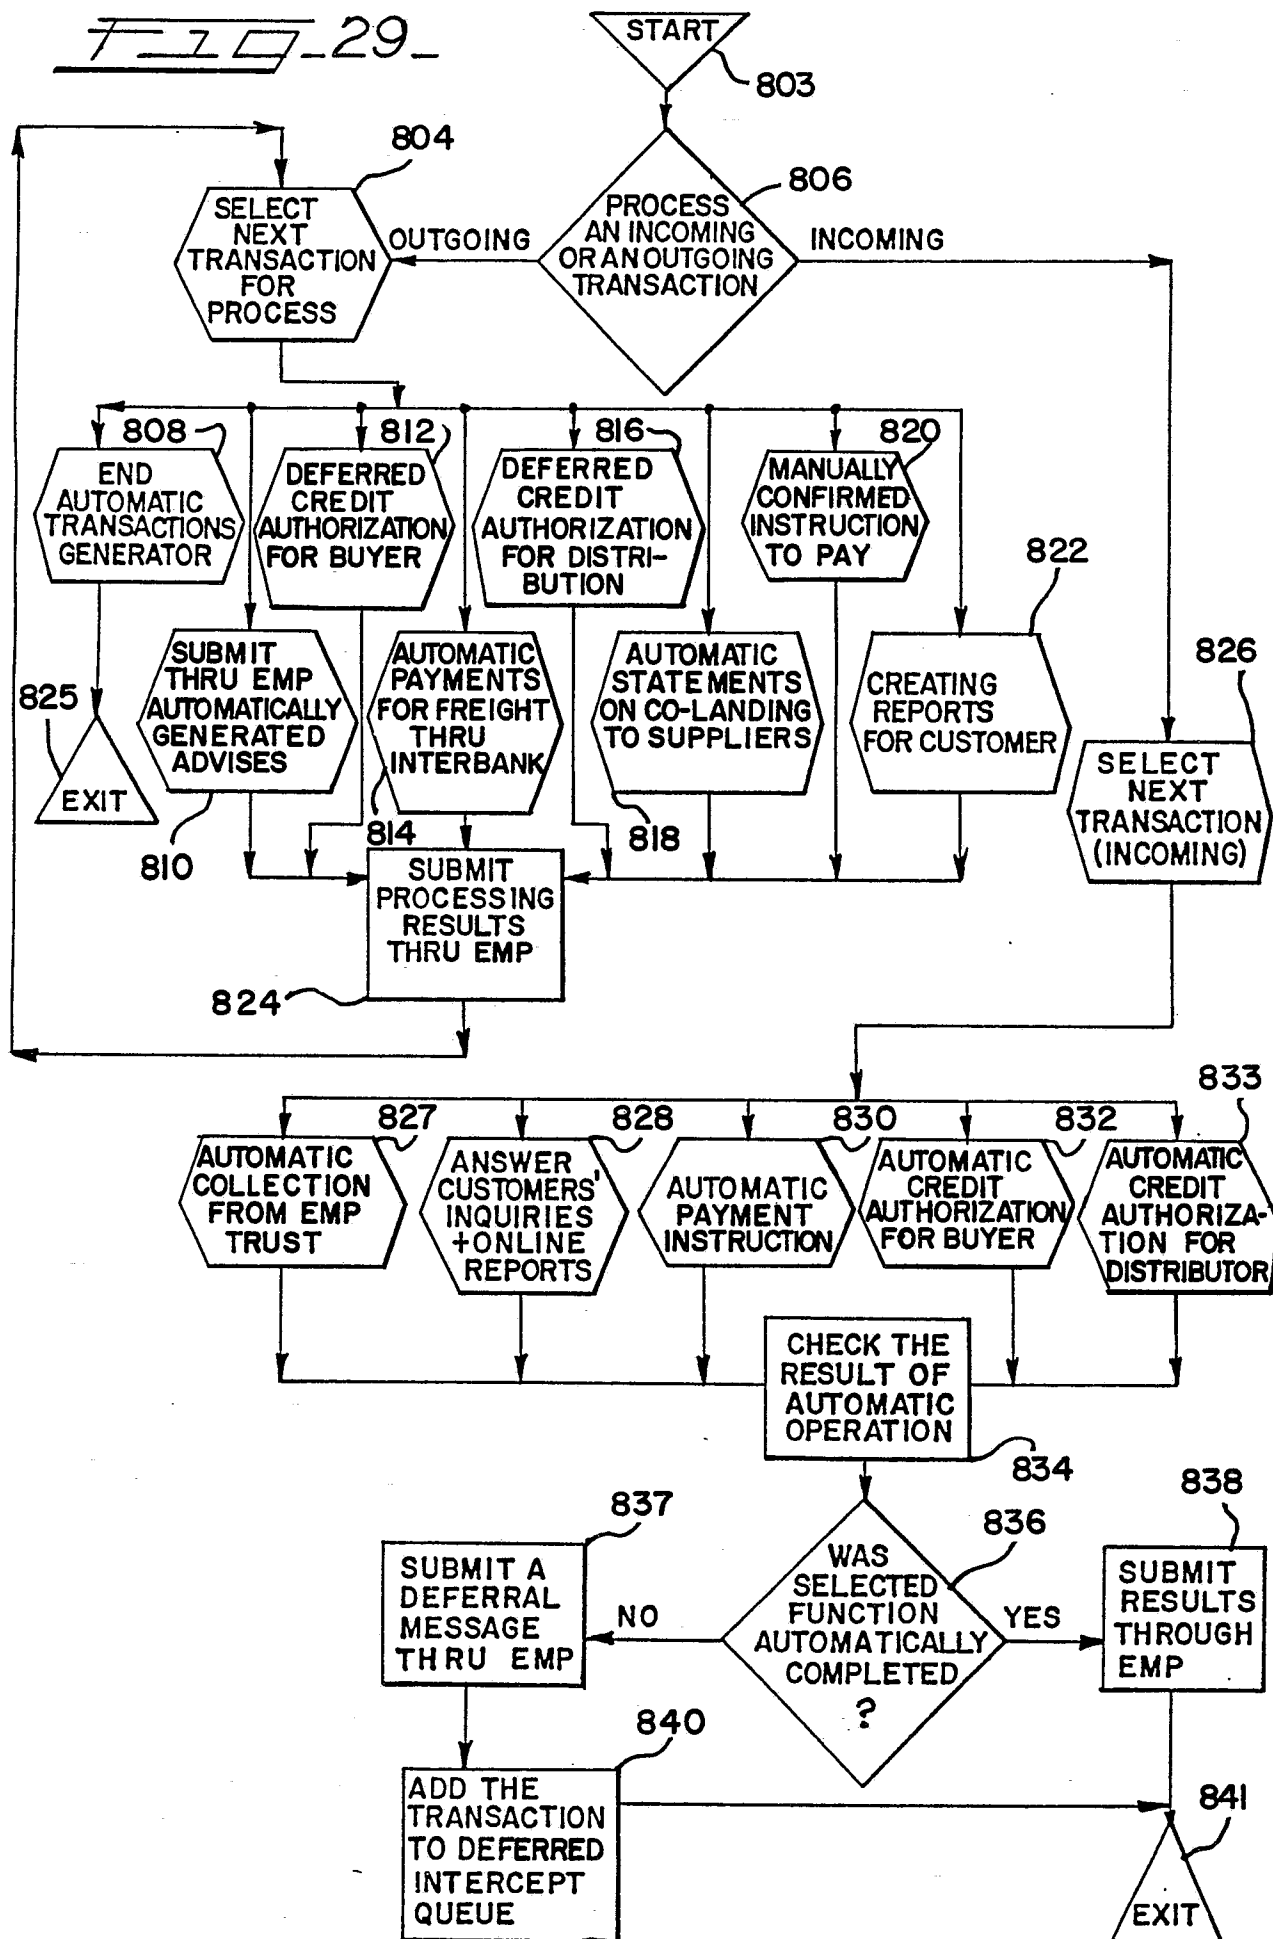 FIG_29_
START
803
804
806
SELECT
NEXT
TRANSACTION
FOR
PROCESS
OUTGOING
PROCESS
AN INCOMING
OR AN OUTGOING
TRANSACTION
INCOMING
808
812
816
820
END
AUTOMATIC
TRANSACTIONS
GENERATOR
DEFERRED
CREDIT
AUTHORIZATION
FOR BUYER
DEFERRED
CREDIT
AUTHORIZATION
FOR DISTRI-
BUTION
MANUALLY
CONFIRMED
INSTRUCTION
TO PAY
822
825
EXIT
SUBMIT
THRU EMP
AUTOMATICALLY
GENERATED
ADVISES
810
AUTOMATIC
PAYMENTS
FOR FREIGHT
THRU
INTERBANK
814
AUTOMATIC
STATEMENTS
ON CO-LANDING
TO SUPPLIERS
818
CREATING
REPORTS
FOR CUSTOMER
826
SELECT
NEXT
TRANSACTION
(INCOMING)
SUBMIT
PROCESSING
RESULTS
THRU EMP
824
827
828
830
832
833
AUTOMATIC
COLLECTION
FROM EMP
TRUST
ANSWER
CUSTOMERS'
INQUIRIES
+ONLINE
REPORTS
AUTOMATIC
PAYMENT
INSTRUCTION
AUTOMATIC
CREDIT
AUTHORIZATION
FOR BUYER
AUTOMATIC
CREDIT
AUTHORIZA-
TION FOR
DISTRIBUTOR
CHECK THE
RESULT OF
AUTOMATIC
OPERATION
834
836
WAS
SELECTED
FUNCTION
AUTOMATICALLY
COMPLETED
?
NO
YES
837
SUBMIT A
DEFERRAL
MESSAGE
THRU EMP
838
SUBMIT
RESULTS
THROUGH
EMP
840
ADD THE
TRANSACTION
TO DEFERRED
INTERCEPT
QUEUE
841
EXIT